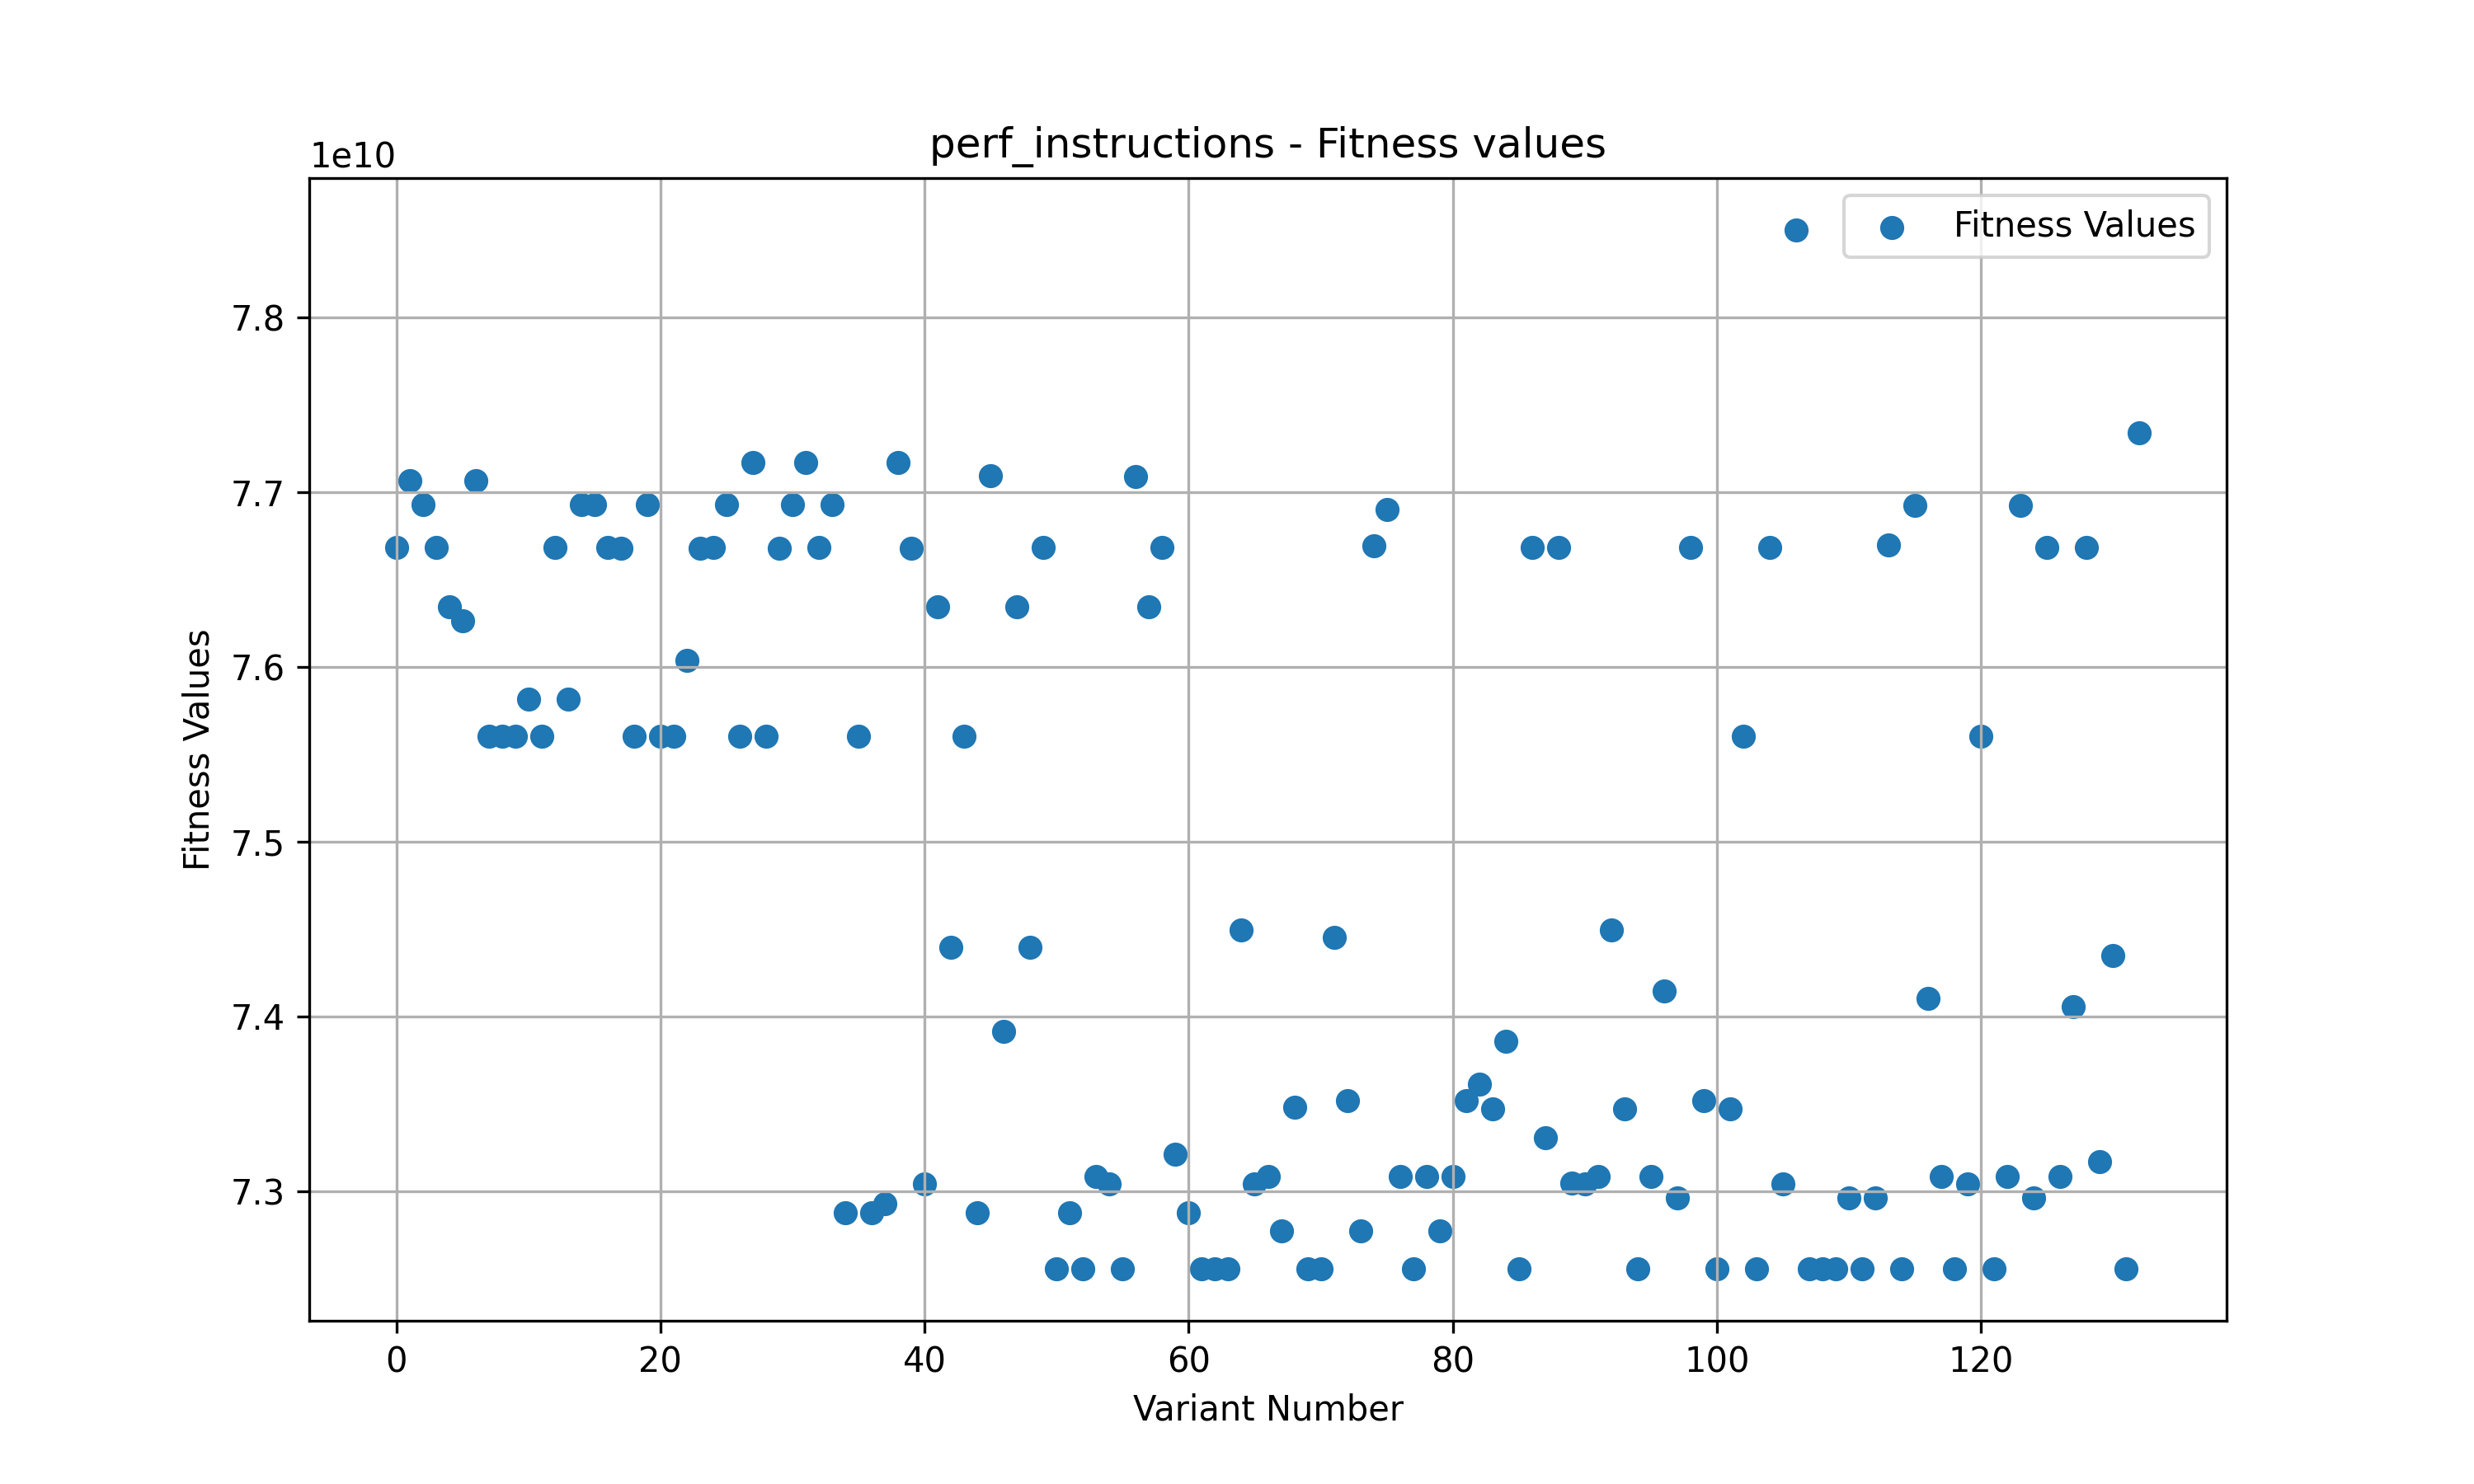 perf_instructions - Fitness values
1e10
Fitness Values
7.8
7.7
7.6
7.5
7.4
7.3
Fitness Values
0 20 40 60 80 100 120
Variant Number